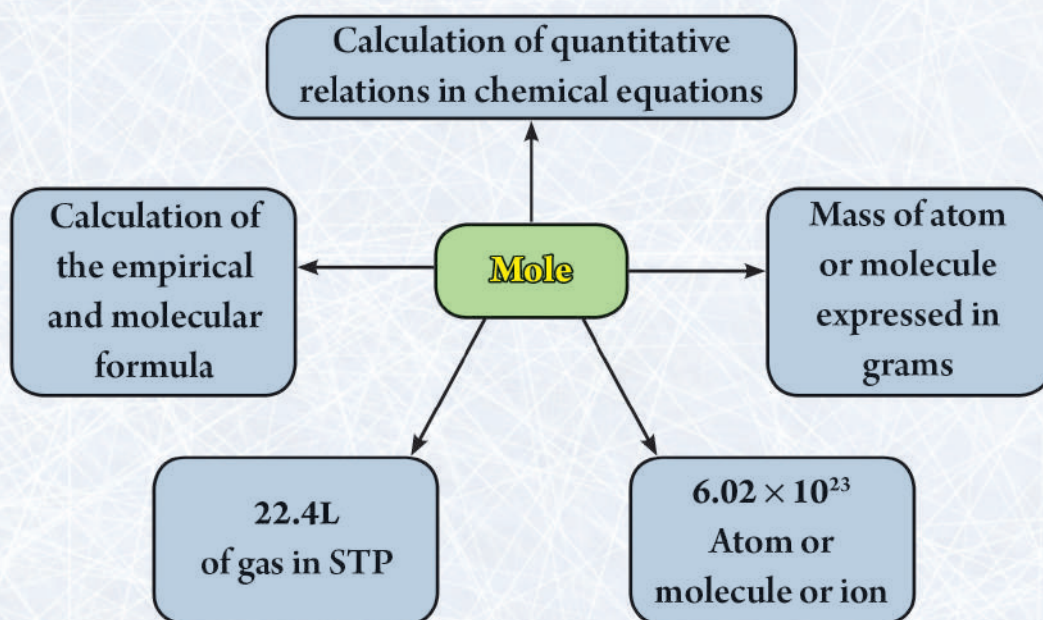 Calculation of quantitative
relations in chemical equations
Calculation of
the empirical
and molecular
formula
Mole
Mass of atom
or molecule
expressed in
grams
22.4L
of gas in STP
6.02 × 10²³
Atom or
molecule or ion